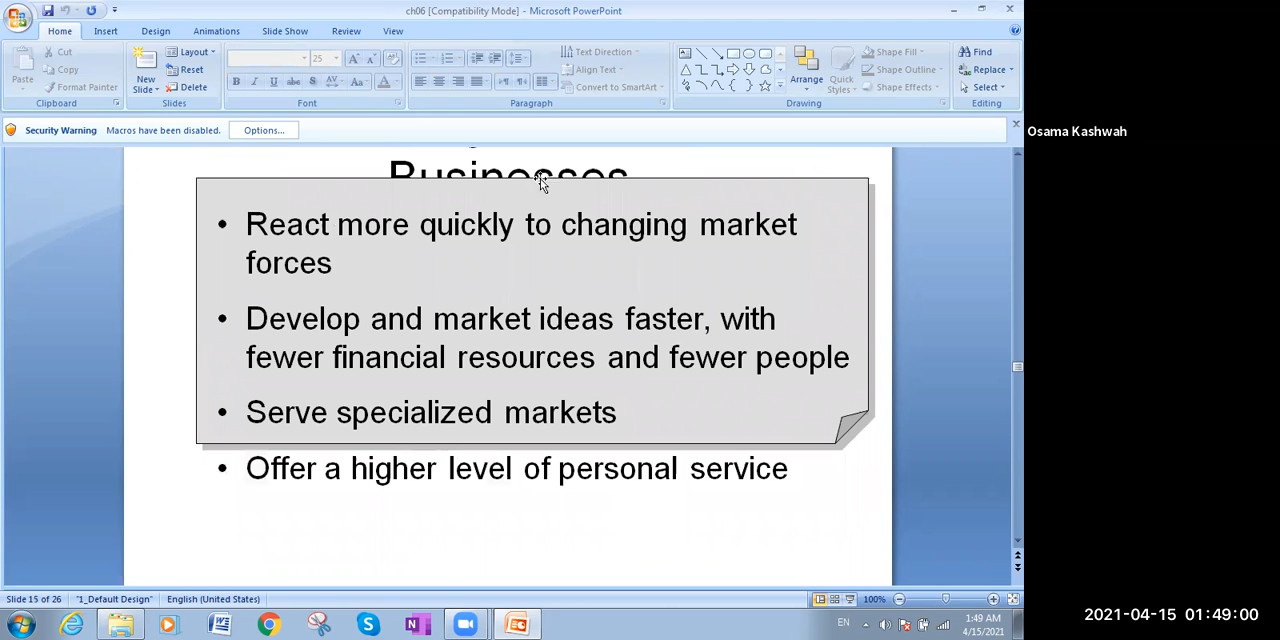 ch06 [Compatibility Mode] - Microsoft PowerPoint
Home Insert Design Animations Slide Show Review View
Paste
Cut
Copy
Format Painter
Clipboard
New Slide
Layout
Reset
Delete
Slides
25
B I U abc S AV Aa A
Font
Text Direction
Align Text
Convert to SmartArt
Paragraph
Arrange
Quick Styles
Shape Fill
Shape Outline
Shape Effects
Drawing
Find
Replace
Select
Editing
Security Warning Macros have been disabled. Options...
Osama Kashwah
Businesses
• React more quickly to changing market
forces
• Develop and market ideas faster, with
fewer financial resources and fewer people
• Serve specialized markets
• Offer a higher level of personal service
Slide 15 of 26 "1_Default Design" English (United States) 100%
EN 1:49 AM
4/15/2021
2021-04-15 01:49:00